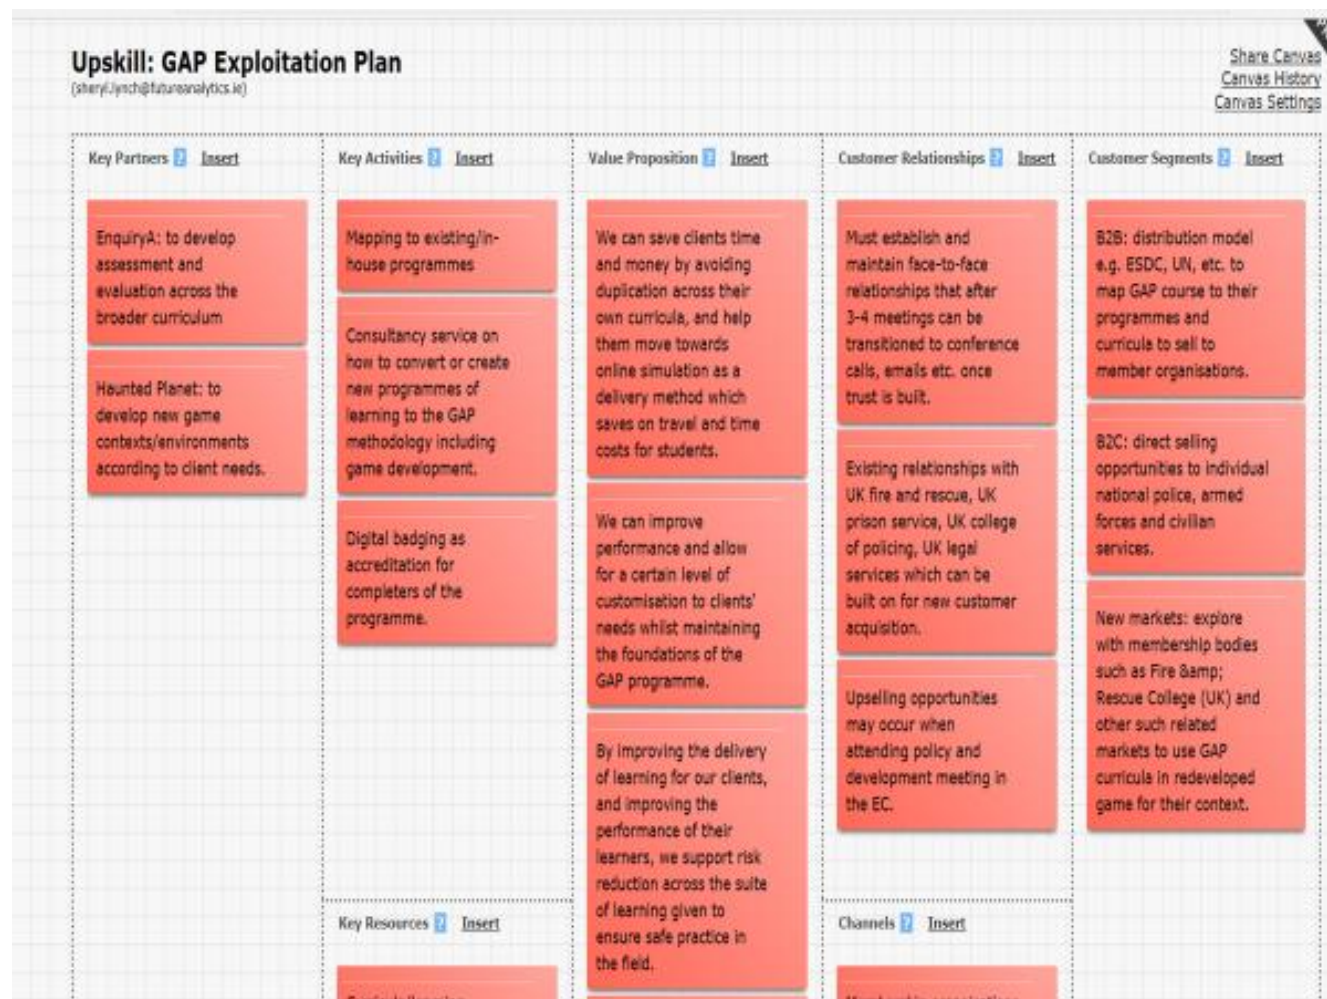 Upskill: GAP Exploitation Plan
(sheryl.lynch@futureanalytics.ie)
Share Canvas
Canvas History
Canvas Settings
Key Partners ? Insert
EnquiryA: to develop
assessment and
evaluation across the
broader curriculum
Haunted Planet: to
develop new game
contexts/environments
according to client needs.
Key Activities ? Insert
Mapping to existing/in-
house programmes
Consultancy service on
how to convert or create
new programmes of
learning to the GAP
methodology including
game development.
Digital badging as
accreditation for
completers of the
programme.
Key Resources ? Insert
Value Proposition ? Insert
We can save clients time
and money by avoiding
duplication across their
own curricula, and help
them move towards
online simulation as a
delivery method which
saves on travel and time
costs for students.
We can improve
performance and allow
for a certain level of
customisation to clients'
needs whilst maintaining
the foundations of the
GAP programme.
By improving the delivery
of learning for our clients,
and improving the
performance of their
learners, we support risk
reduction across the suite
of learning given to
ensure safe practice in
the field.
Customer Relationships ? Insert
Must establish and
maintain face-to-face
relationships that after
3-4 meetings can be
transitioned to conference
calls, emails etc. once
trust is built.
Existing relationships with
UK fire and rescue, UK
prison service, UK college
of policing, UK legal
services which can be
built on for new customer
acquisition.
Upselling opportunities
may occur when
attending policy and
development meeting in
the EC.
Channels ? Insert
Customer Segments ? Insert
B2B: distribution model
e.g. ESDC, UN, etc. to
map GAP course to their
programmes and
curricula to sell to
member organisations.
B2C: direct selling
opportunities to individual
national police, armed
forces and civilian
services.
New markets: explore
with membership bodies
such as Fire &amp;
Rescue College (UK) and
other such related
markets to use GAP
curricula in redeveloped
game for their context.